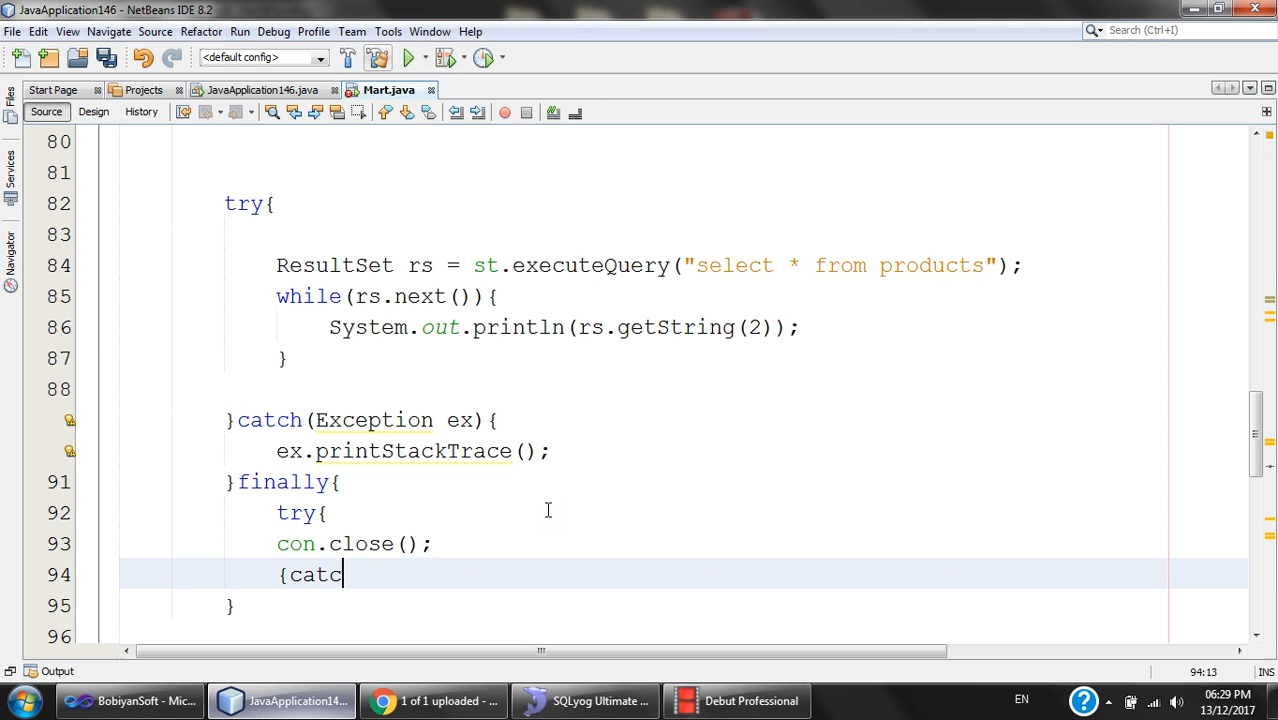 JavaApplication146 - NetBeans IDE 8.2
File Edit View Navigate Source Refactor Run Debug Profile Team Tools Window Help
Search (Ctrl+I)
<default config>
Start Page Projects JavaApplication146.java Mart.java
Source Design History
Files
Services
Navigator
80
81
82 try{
83
84 ResultSet rs = st.executeQuery("select * from products");
85 while(rs.next()){
86 System.out.println(rs.getString(2));
87 }
88
}catch(Exception ex){
ex.printStackTrace();
91 }finally{
92 try{
93 con.close();
94 {catc
95 }
96
Output
94:13 INS
BobiyanSoft - Mic... JavaApplication14... 1 of 1 uploaded - ... SQLyog Ultimate ... Debut Professional EN 06:29 PM
13/12/2017